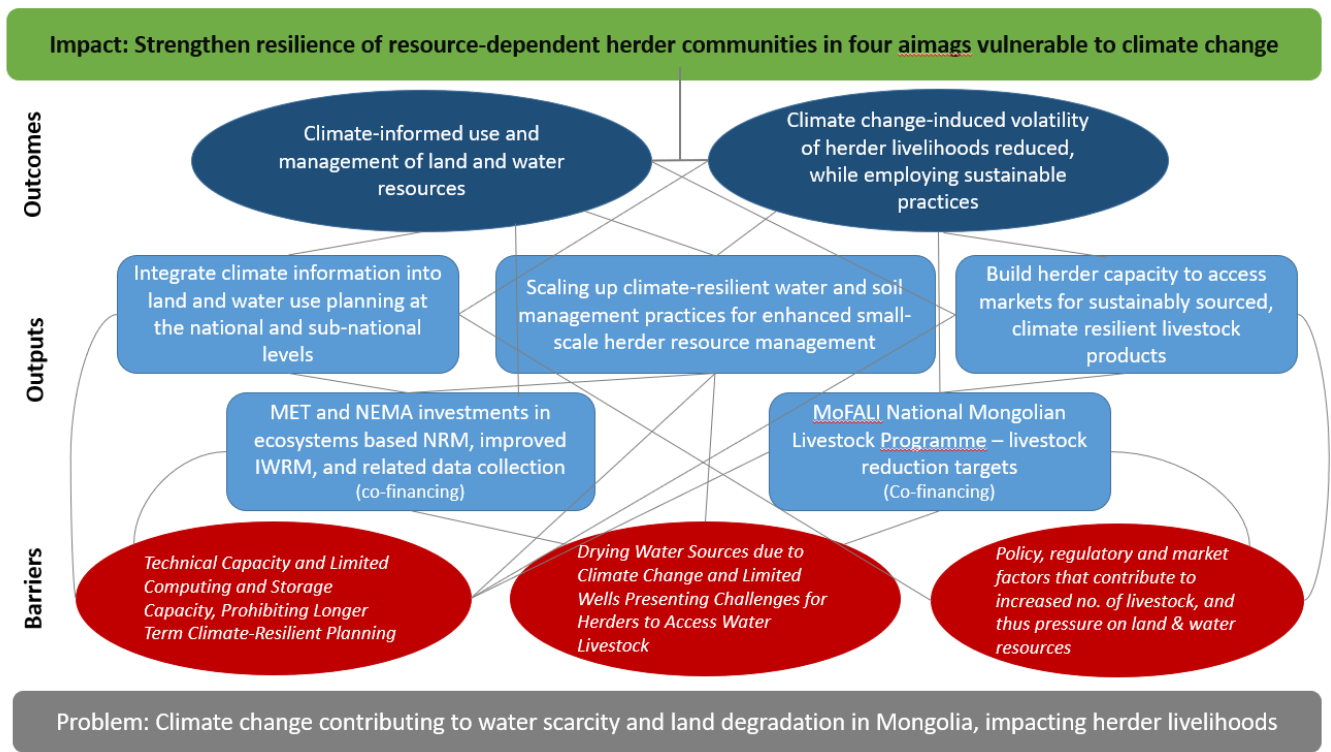 Impact: Strengthen resilience of resource-dependent herder communities in four aimags vulnerable to climate change
Outcomes
Climate-informed use and
management of land and water
resources
Climate change-induced volatility
of herder livelihoods reduced,
while employing sustainable
practices
Outputs
Integrate climate information into
land and water use planning at
the national and sub-national
levels
Scaling up climate-resilient water and soil
management practices for enhanced small-
scale herder resource management
Build herder capacity to access
markets for sustainably sourced,
climate resilient livestock
products
MET and NEMA investments in
ecosystems based NRM, improved
IWRM, and related data collection
(co-financing)
MoFALI National Mongolian
Livestock Programme – livestock
reduction targets
(Co-financing)
Barriers
Technical Capacity and Limited
Computing and Storage
Capacity, Prohibiting Longer
Term Climate-Resilient Planning
Drying Water Sources due to
Climate Change and Limited
Wells Presenting Challenges for
Herders to Access Water
Livestock
Policy, regulatory and market
factors that contribute to
increased no. of livestock, and
thus pressure on land & water
resources
Problem: Climate change contributing to water scarcity and land degradation in Mongolia, impacting herder livelihoods